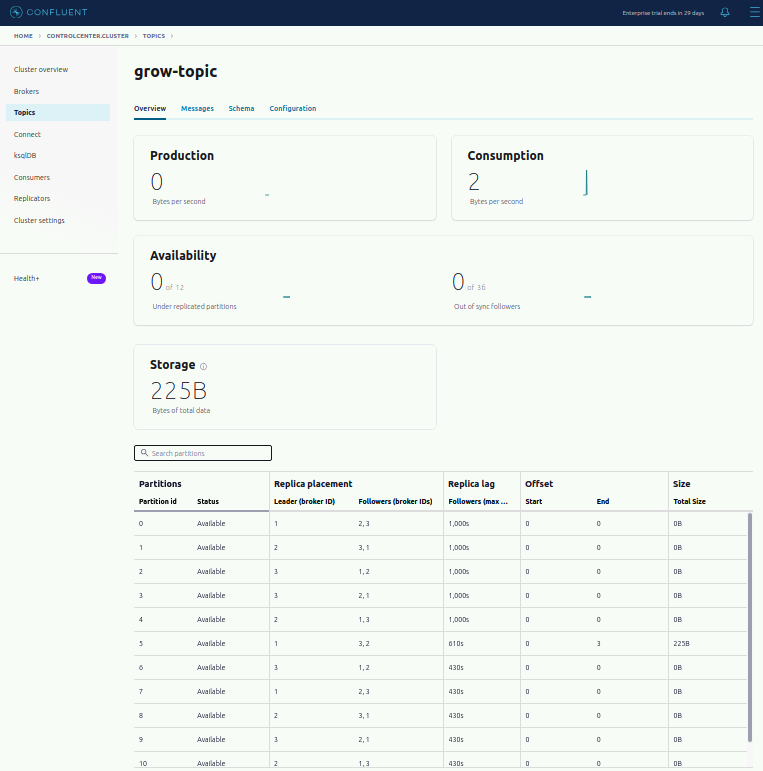 CONFLUENT
Enterprise trial ends in 29 days
HOME > CONTROLCENTER.CLUSTER > TOPICS >
Cluster overview
Brokers
Topics
Connect
ksqlDB
Consumers
Replicators
Cluster settings
Health+ New
grow-topic
Overview Messages Schema Configuration
Production
0
Bytes per second
Consumption
2
Bytes per second
Availability
0 of 12
Under replicated partitions
0 of 36
Out of sync followers
Storage
225B
Bytes of total data
Search partitions
Partitions Replica placement Replica lag Offset Size
Partition id Status Leader (broker ID) Followers (broker IDs) Followers (max ... Start End Total Size
0 Available 1 2, 3 1,000s 0 0 0B
1 Available 2 3, 1 1,000s 0 0 0B
2 Available 3 1, 2 1,000s 0 0 0B
3 Available 3 2, 1 1,000s 0 0 0B
4 Available 2 1, 3 1,000s 0 0 0B
5 Available 1 3, 2 610s 0 3 225B
6 Available 3 1, 2 430s 0 0 0B
7 Available 1 2, 3 430s 0 0 0B
8 Available 2 3, 1 430s 0 0 0B
9 Available 3 2, 1 430s 0 0 0B
10 Available 2 1, 3 430s 0 0 0B